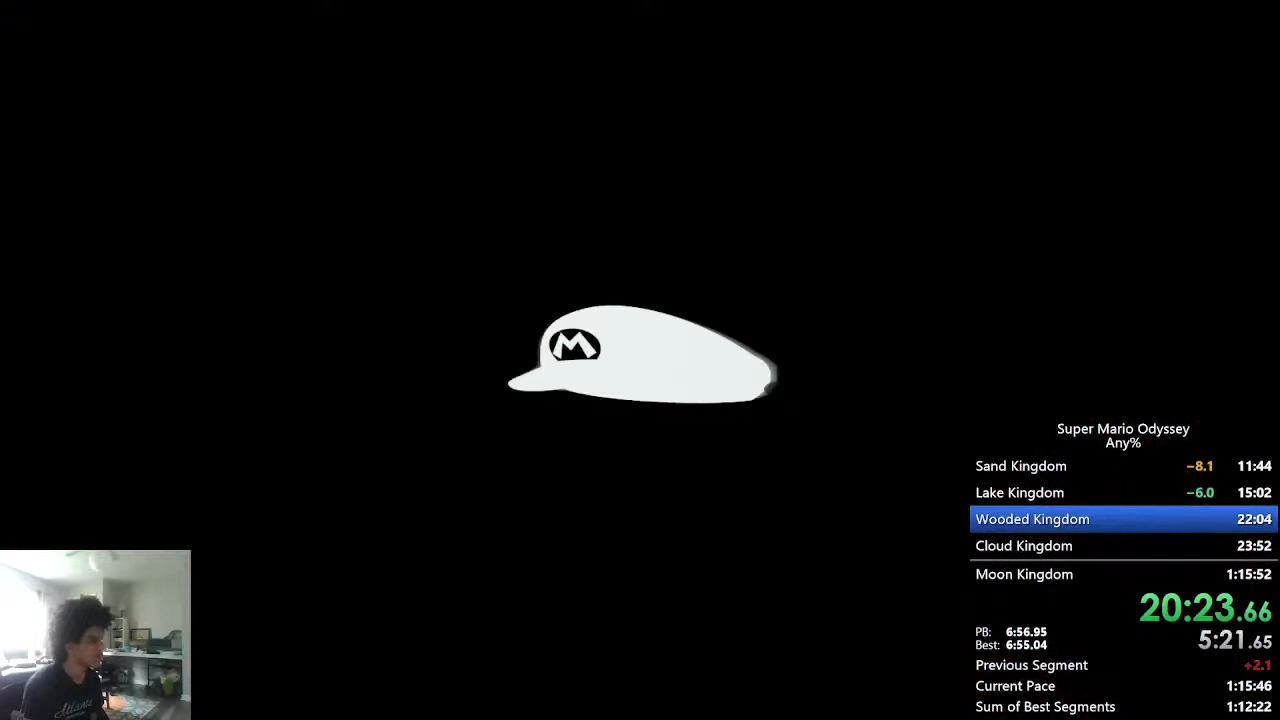 M
Super Mario Odyssey
Any%
Sand Kingdom -8.1 11:44
Lake Kingdom -6.0 15:02
Wooded Kingdom 22:04
Cloud Kingdom 23:52
Moon Kingdom 1:15:52
20:23.66
PB: 6:56.95
Best: 6:55.04
5:21.65
Previous Segment +2.1
Current Pace 1:15:46
Sum of Best Segments 1:12:22
Atlanta